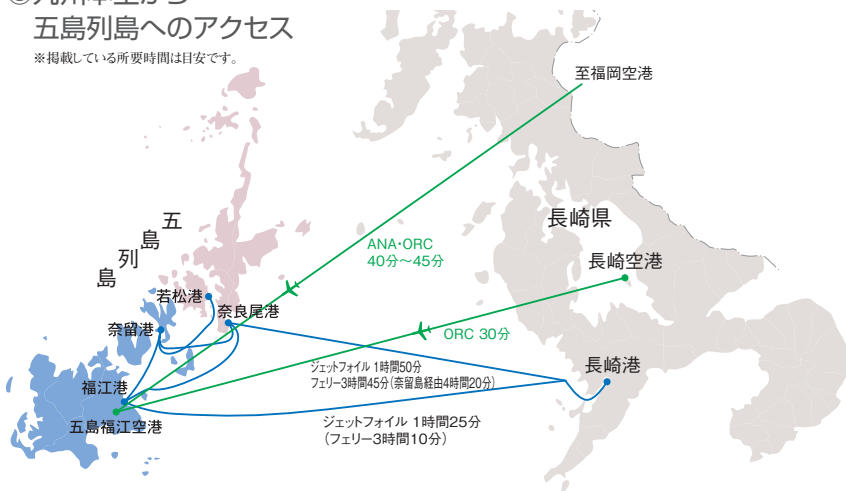 五島列島へのアクセス
※掲載している所要時間は目安です。
至福岡空港
長崎県
五島列島
ANA・ORC
40分～45分
長崎空港
若松港
奈良尾港
奈留港
ORC 30分
ジェットフォイル 1時間50分
フェリー3時間45分(奈留島経由4時間20分)
長崎港
福江港
五島福江空港
ジェットフォイル 1時間25分
(フェリー3時間10分)